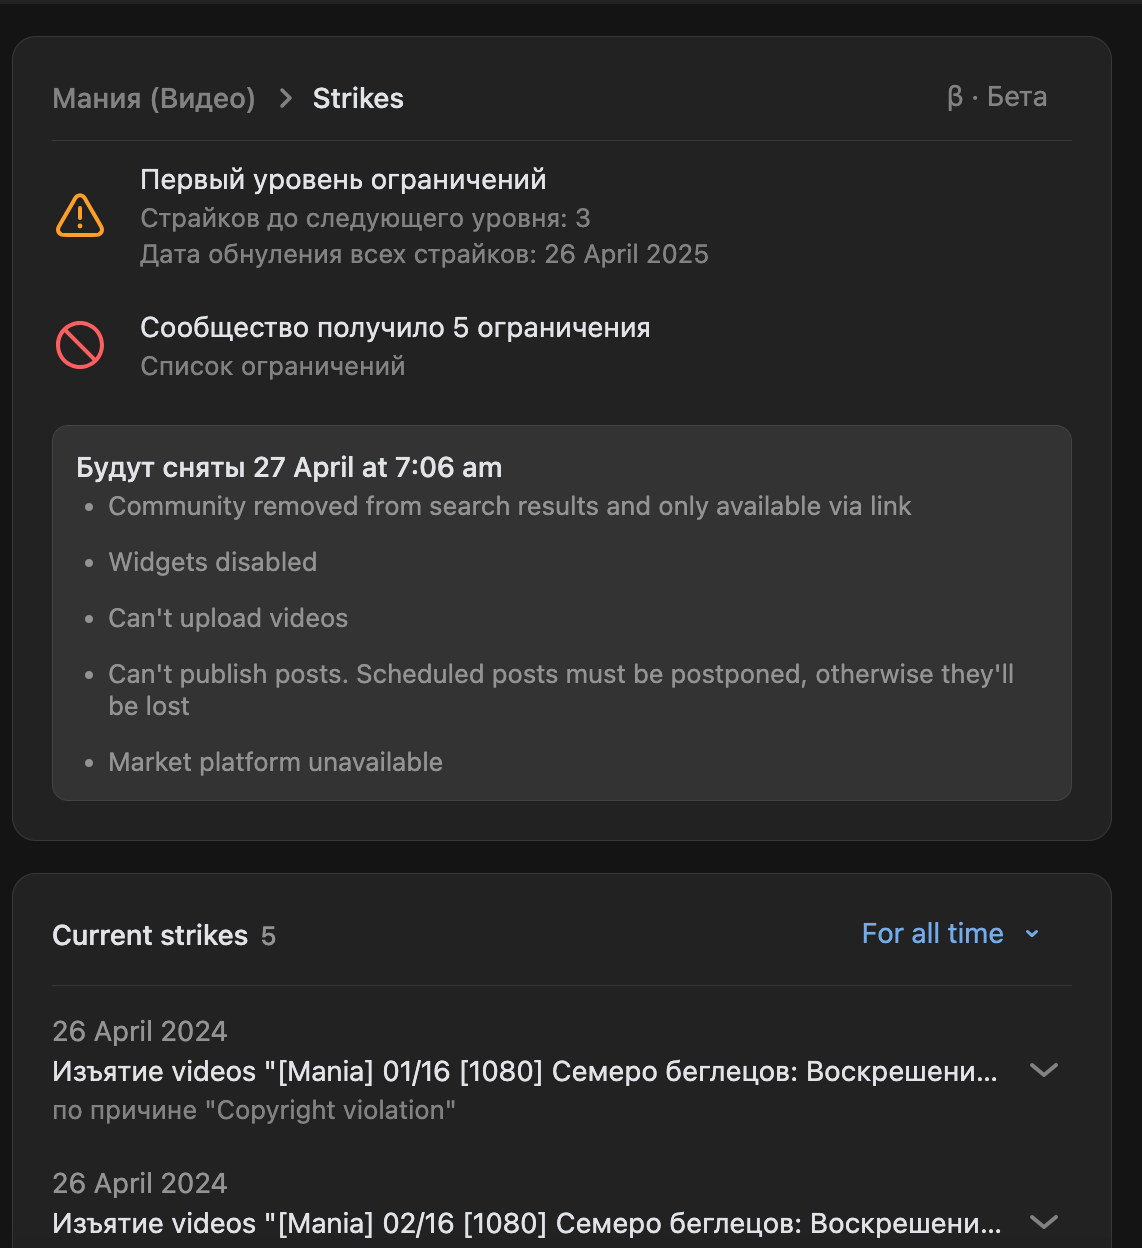 Мания (Видео) > Strikes
β · Бета
Первый уровень ограничений
Страйков до следующего уровня: 3
Дата обнуления всех страйков: 26 April 2025
Сообщество получило 5 ограничения
Список ограничений
Будут сняты 27 April at 7:06 am
• Community removed from search results and only available via link
• Widgets disabled
• Can't upload videos
• Can't publish posts. Scheduled posts must be postponed, otherwise they'll
be lost
• Market platform unavailable
Current strikes 5
For all time
26 April 2024
Изъятие videos "[Mania] 01/16 [1080] Семеро беглецов: Воскрешени...
по причине "Copyright violation"
26 April 2024
Изъятие videos "[Mania] 02/16 [1080] Семеро беглецов: Воскрешени...